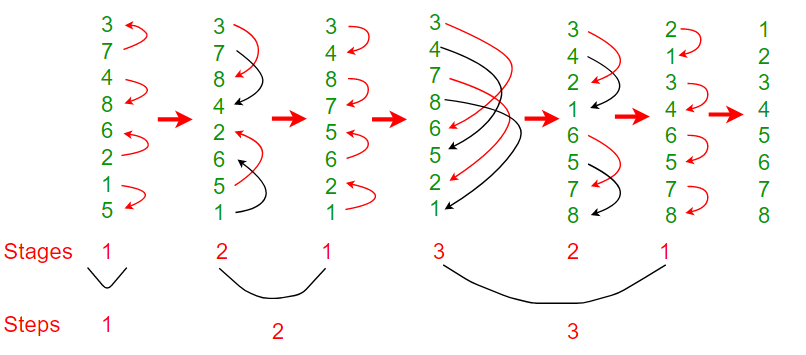 3 3 3 3 3 2 1
7 7 4 4 4 1 2
4 8 8 7 2 3 3
8 4 7 8 1 4 4
6 2 5 6 6 6 5
2 6 6 5 5 5 6
1 5 2 2 7 7 7
5 1 1 1 8 8 8
Stages 1 2 1 3 2 1
Steps 1 2 3